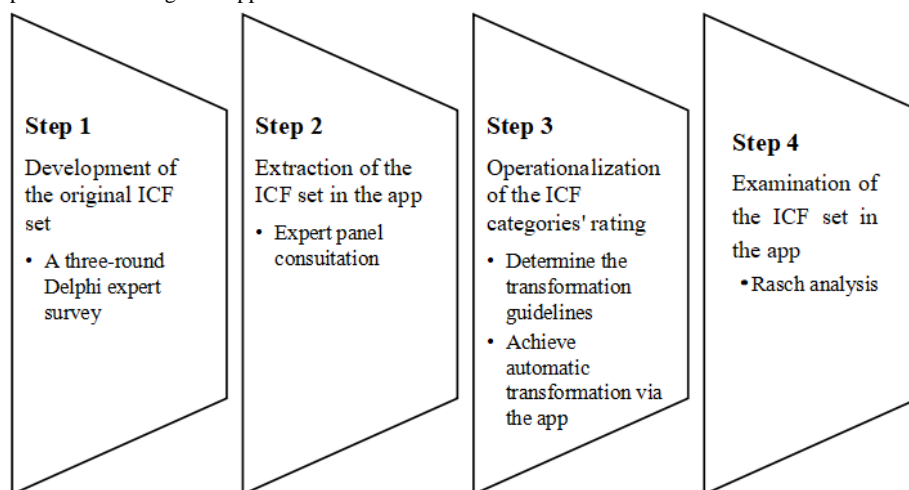 Step 1
Development of
the original ICF
set
• A three-round
Delphi expert
survey
Step 2
Extraction of the
ICF set in the app
• Expert panel
consuitation
Step 3
Operationalization
of the ICF
categories' rating
• Determine the
transformation
guidelines
• Achieve
automatic
transformation via
the app
Step 4
Examination of
the ICF set in
the app
• Rasch analysis